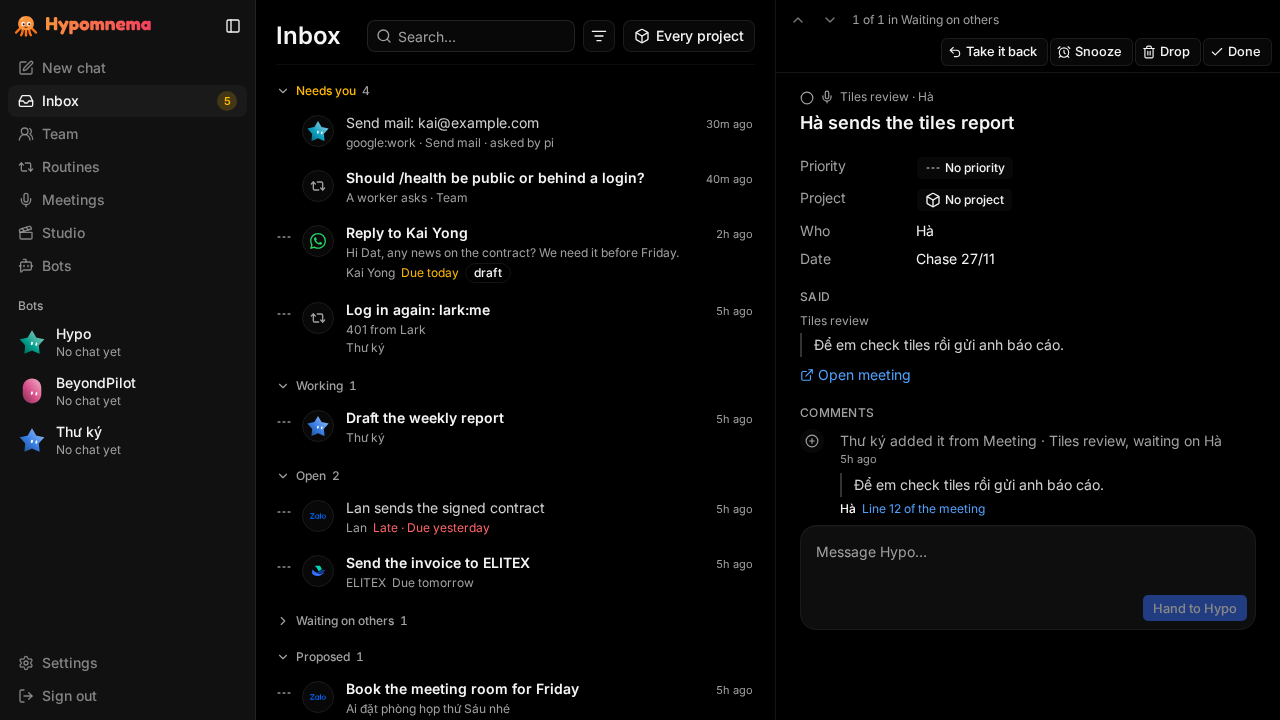 Hypomnema
New chat
Inbox
5
Team
Routines
Meetings
Studio
Bots
Bots
Hypo
No chat yet
BeyondPilot
No chat yet
Thư ký
No chat yet
Settings
Sign out
Inbox
Search...
Every project
Needs you 4
Send mail: kai@example.com
30m ago
google:work · Send mail · asked by pi
Should /health be public or behind a login?
40m ago
A worker asks · Team
Reply to Kai Yong
2h ago
Hi Dat, any news on the contract? We need it before Friday.
Kai Yong Due today draft
Log in again: lark:me
5h ago
401 from Lark
Thư ký
Working 1
Draft the weekly report
5h ago
Thư ký
Open 2
Zalo
Lan sends the signed contract
5h ago
Lan Late · Due yesterday
Send the invoice to ELITEX
5h ago
ELITEX Due tomorrow
Waiting on others 1
Proposed 1
Zalo
Book the meeting room for Friday
5h ago
Ai đặt phòng họp thứ Sáu nhé
1 of 1 in Waiting on others
Take it back
Snooze
Drop
Done
Tiles review · Hà
Hà sends the tiles report
Priority
No priority
Project
No project
Who
Hà
Date
Chase 27/11
SAID
Tiles review
Để em check tiles rồi gửi anh báo cáo.
Open meeting
COMMENTS
Thư ký added it from Meeting · Tiles review, waiting on Hà
5h ago
Để em check tiles rồi gửi anh báo cáo.
Hà Line 12 of the meeting
Message Hypo...
Hand to Hypo